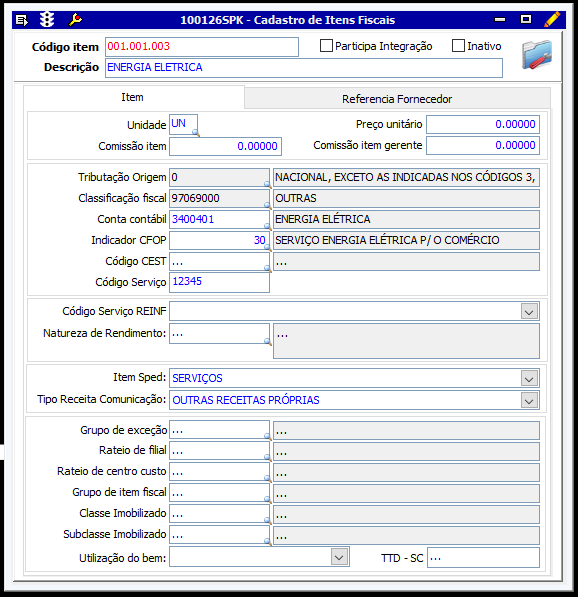 100126SPK - Cadastro de Itens Fiscais
Código item 001.001.003 Participa Integração Inativo
Descrição ENERGIA ELETRICA
Item Referencia Fornecedor
Unidade UN Preço unitário 0.00000
Comissão item 0.00000 Comissão item gerente 0.00000
Tributação Origem 0 NACIONAL, EXCETO AS INDICADAS NOS CÓDIGOS 3,
Classificação fiscal 97069000 OUTRAS
Conta contábil 3400401 ENERGIA ELÉTRICA
Indicador CFOP 30 SERVIÇO ENERGIA ELÉTRICA P/ O COMÉRCIO
Código CEST ... ...
Código Serviço 12345
Código Serviço REINF
Natureza de Rendimento: ... ...
Item Sped: SERVIÇOS
Tipo Receita Comunicação: OUTRAS RECEITAS PRÓPRIAS
Grupo de exceção ... ...
Rateio de filial ... ...
Rateio de centro custo ... ...
Grupo de item fiscal ... ...
Classe Imobilizado ... ...
Subclasse Imobilizado ... ...
Utilização do bem: TTD - SC ...